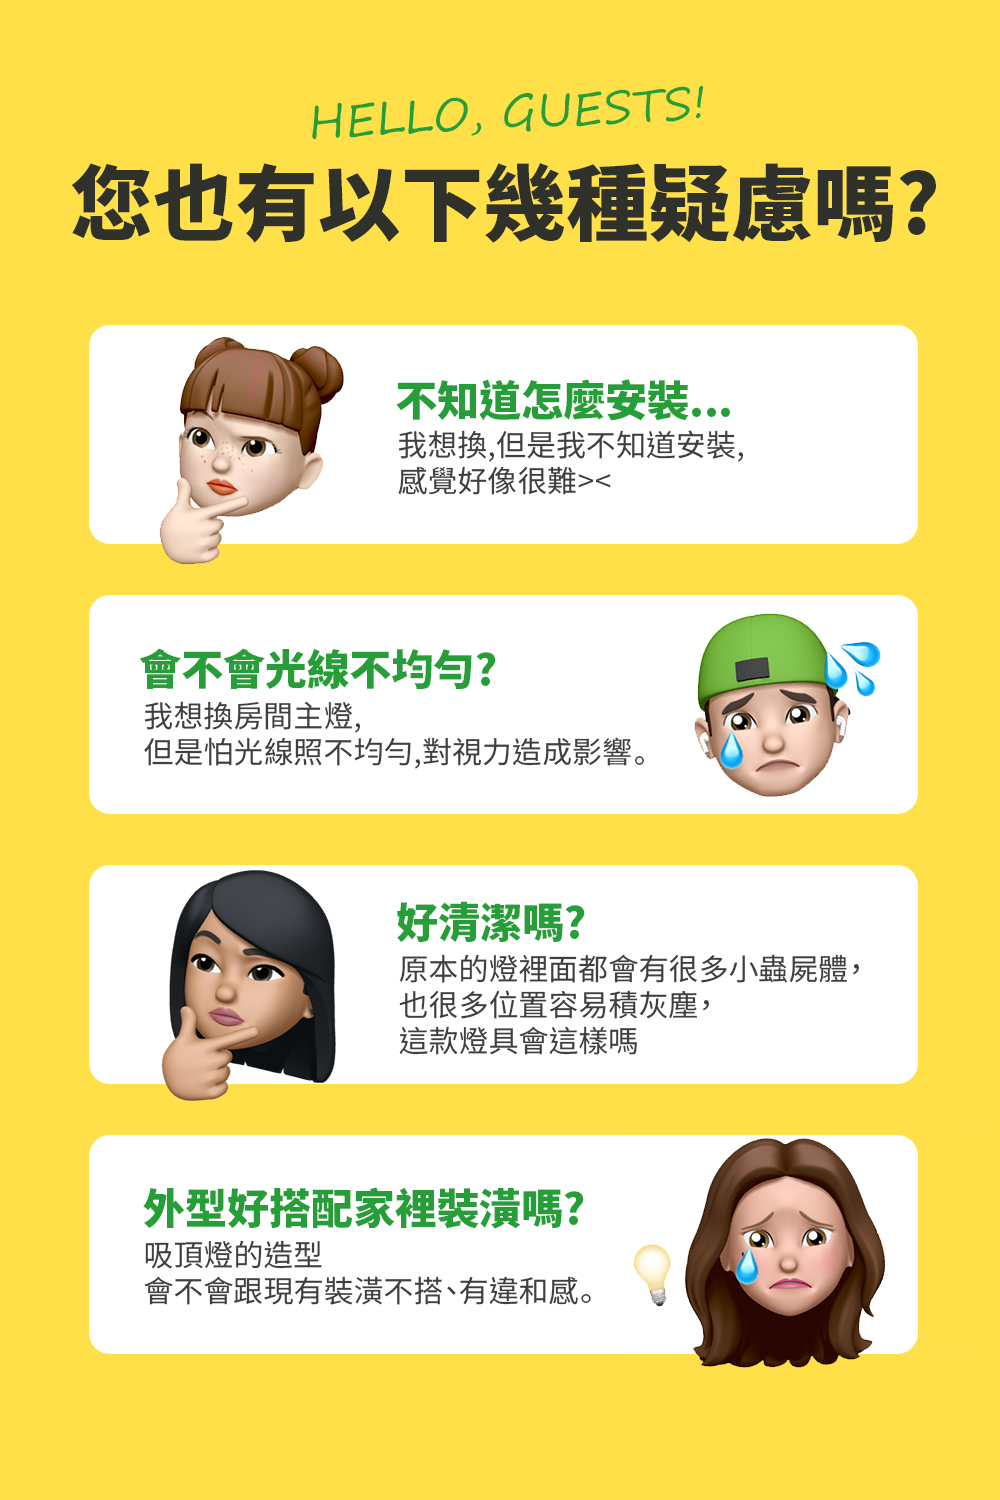 HELLO, GUESTS!
您也有以下幾種疑慮嗎?
不知道怎麼安裝...
我想換,但是我不知道安裝,
感覺好像很難><
會不會光線不均勻?
我想換房間主燈,
但是怕光線照不均勻,對視力造成影響。
好清潔嗎?
原本的燈裡面都會有很多小蟲屍體，
也很多位置容易積灰塵，
這款燈具會這樣嗎
外型好搭配家裡裝潢嗎?
吸頂燈的造型
會不會跟現有裝潢不搭、有違和感。